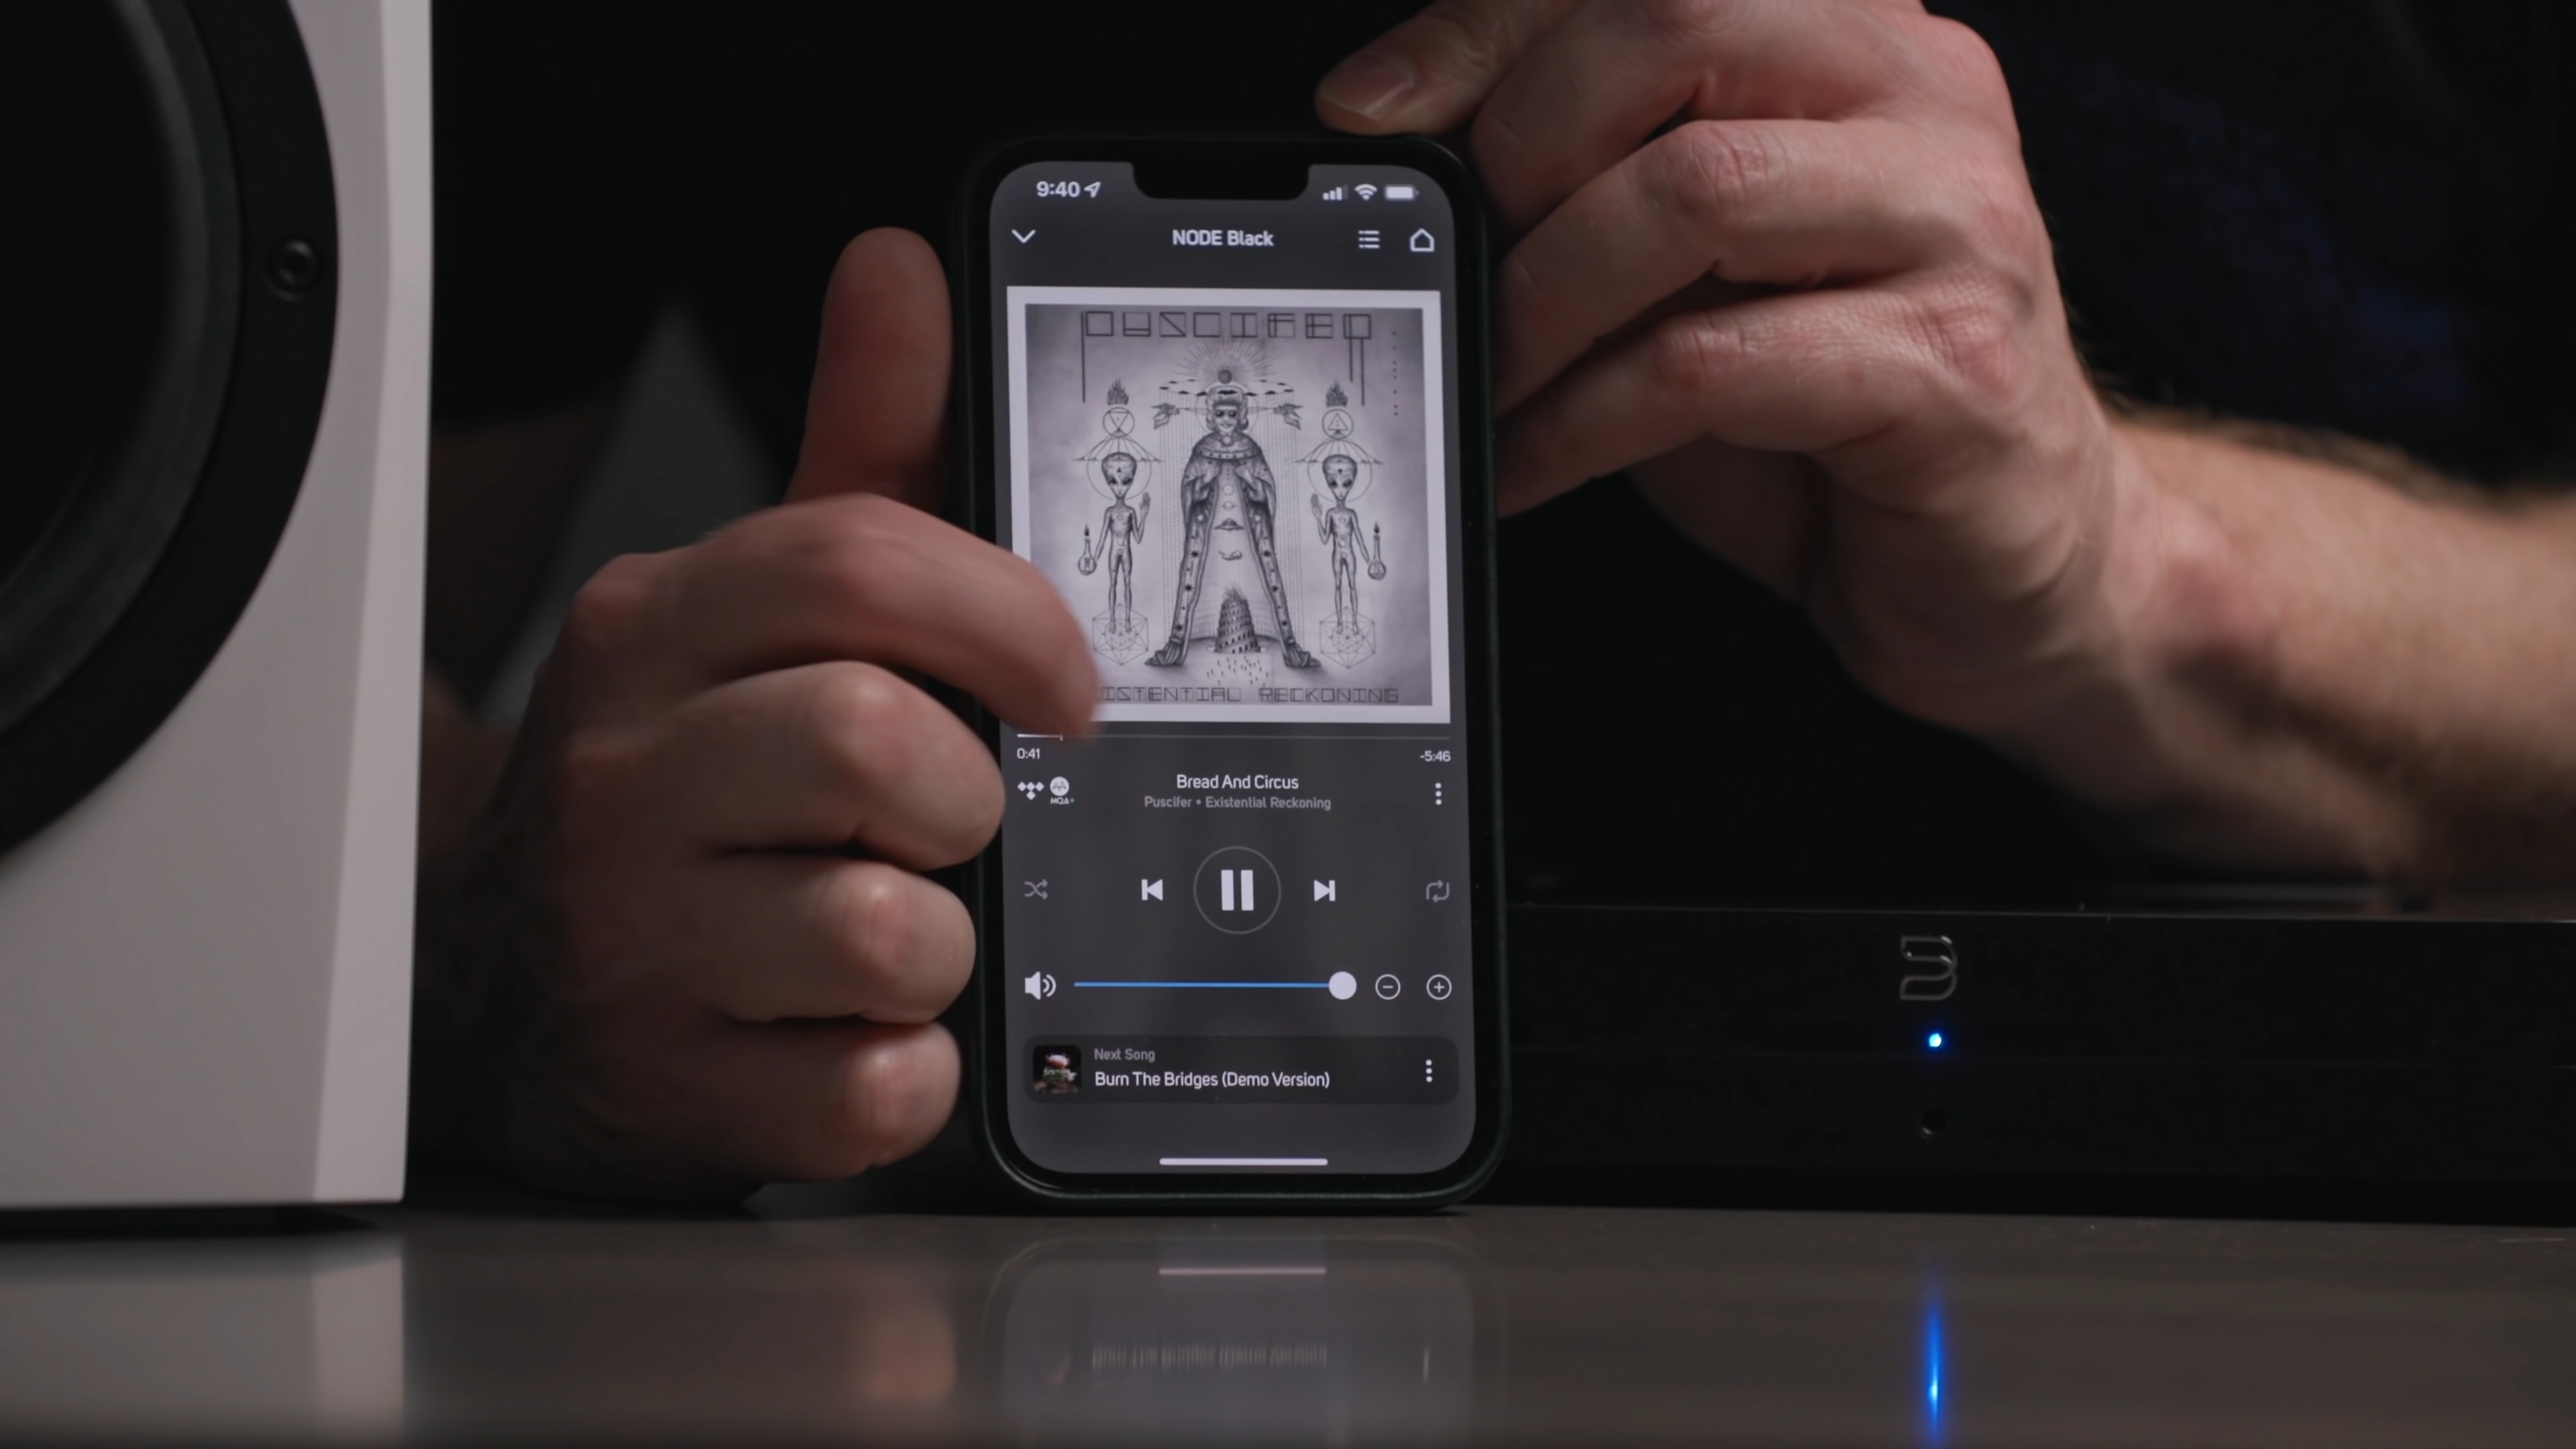 9:40
NODE Black
PUSCIFER
ISTENTIAL RECKONING
0:41
-5:46
MQA
Bread And Circus
Puscifer • Existential Reckoning
Next Song
Burn The Bridges (Demo Version)